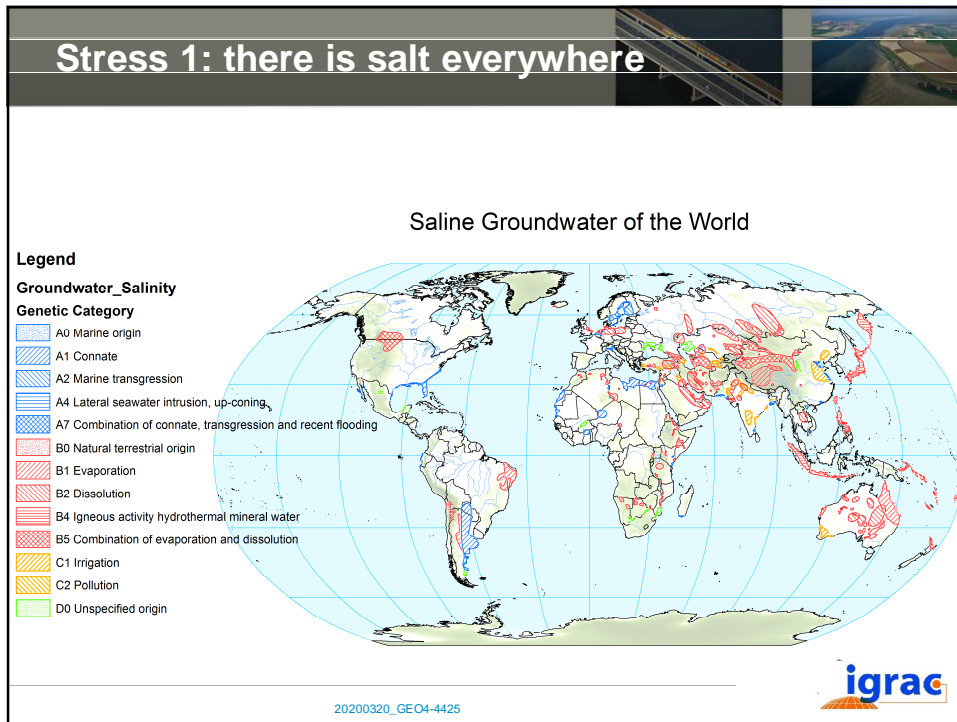 Stress 1: there is salt everywhere
Saline Groundwater of the World
Legend
Groundwater_Salinity
Genetic Category
A0 Marine origin
A1 Connate
A2 Marine transgression
A4 Lateral seawater intrusion, up-coning
A7 Combination of connate, transgression and recent flooding
B0 Natural terrestrial origin
B1 Evaporation
B2 Dissolution
B4 Igneous activity hydrothermal mineral water
B5 Combination of evaporation and dissolution
C1 Irrigation
C2 Pollution
D0 Unspecified origin
igrac
20200320_GEO4-4425